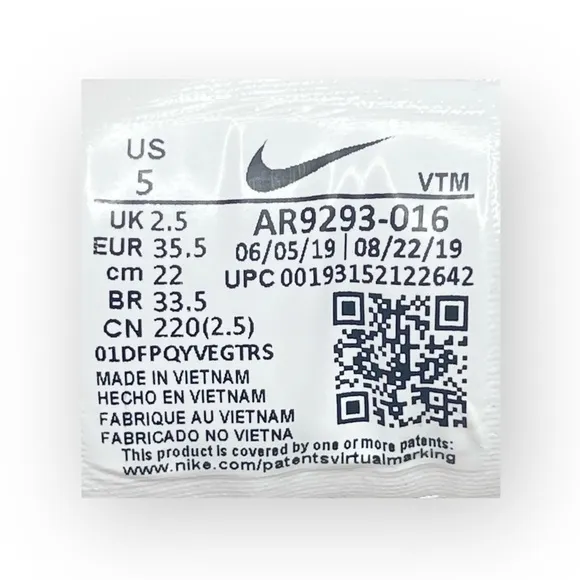 US
5
VTM
UK 2.5
EUR 35.5
cm 22
BR 33.5
CN 220(2.5)
AR9293-016
06/05/19 | 08/22/19
UPC 00193152122642
01DFPQYVEGTRS
MADE IN VIETNAM
HECHO EN VIETNAM
FABRIQUE AU VIETNAM
FABRICADO NO VIETNA
This product is covered by one or more patents:
www.nike.com/patentsvirtualmarking